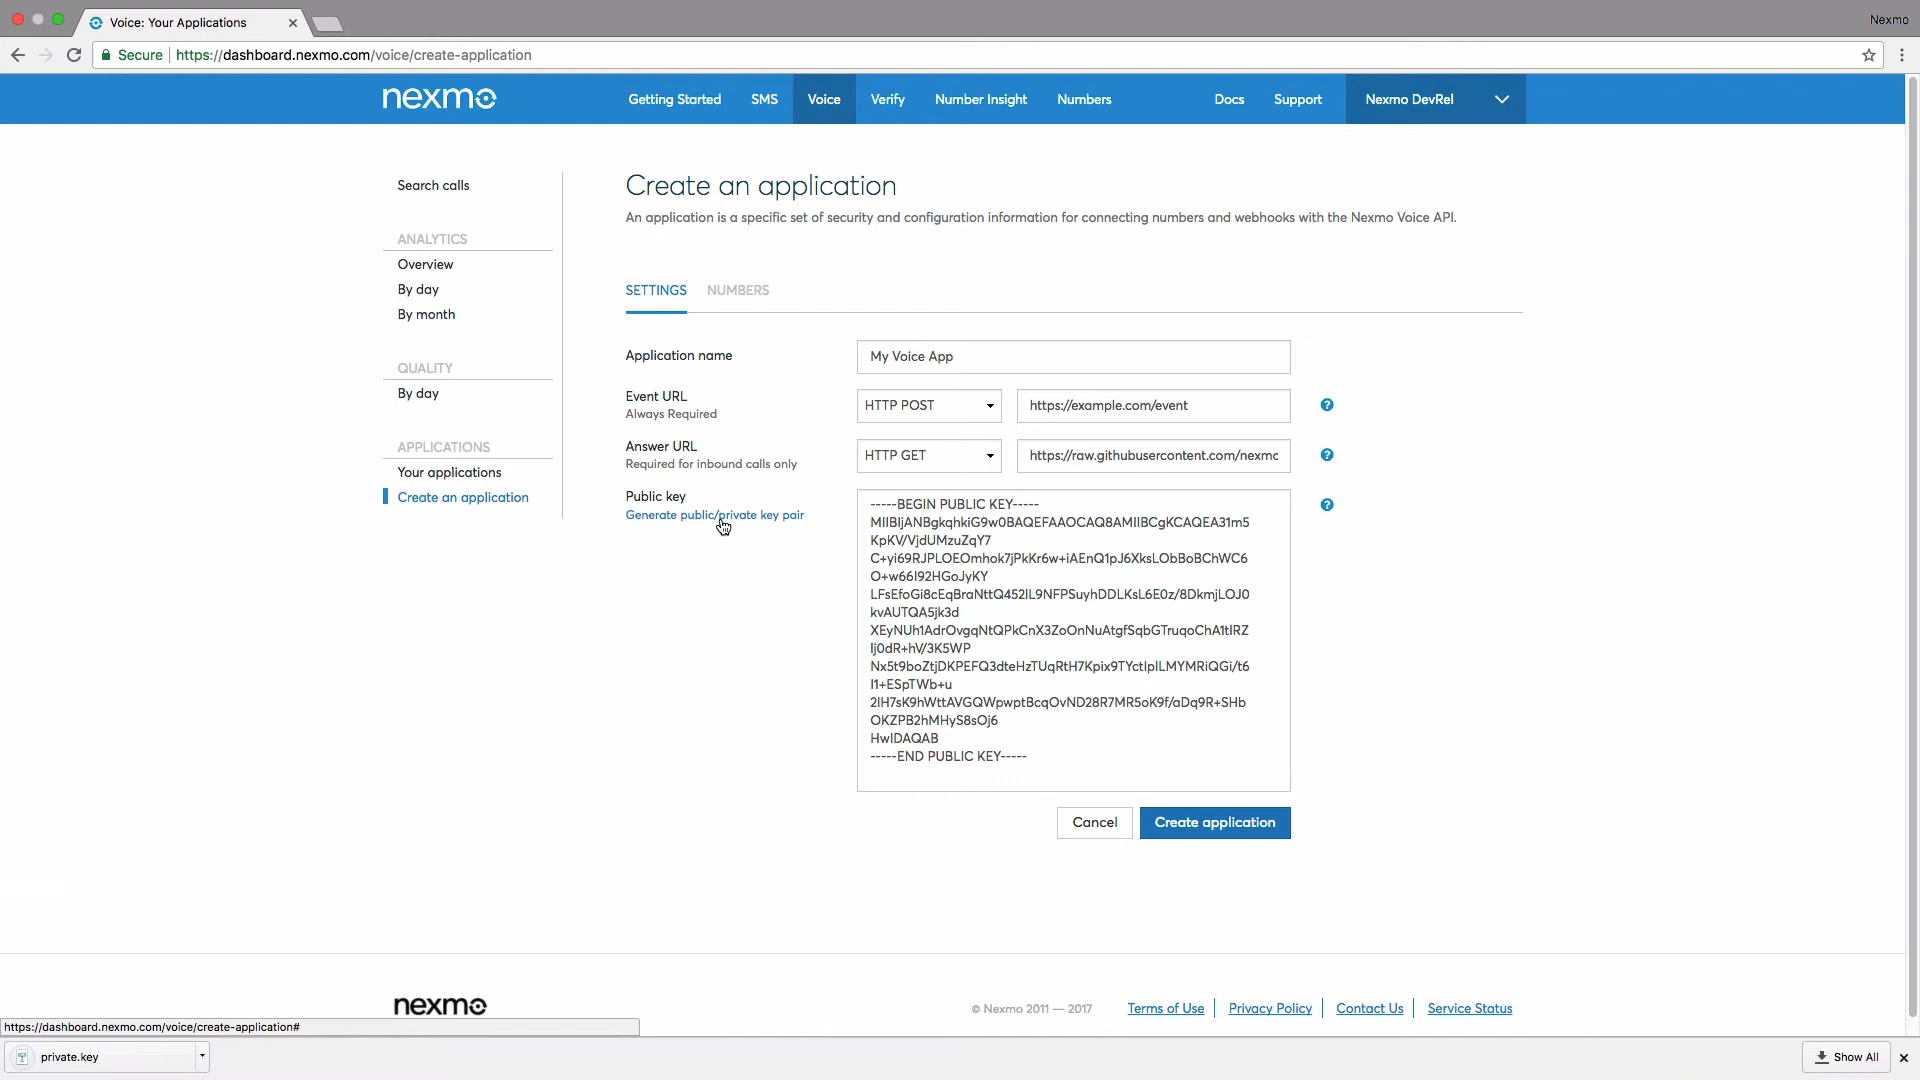 Voice: Your Applications
Nexmo
Secure
https://dashboard.nexmo.com/voice/create-application
nexmo
Getting Started
SMS
Voice
Verify
Number Insight
Numbers
Docs
Support
Nexmo DevRel
Search calls
ANALYTICS
Overview
By day
By month
QUALITY
By day
APPLICATIONS
Your applications
Create an application
Create an application
An application is a specific set of security and configuration information for connecting numbers and webhooks with the Nexmo Voice API.
SETTINGS
NUMBERS
Application name
My Voice App
Event URL
Always Required
HTTP POST
https://example.com/event
Answer URL
Required for inbound calls only
HTTP GET
https://raw.githubusercontent.com/nexmo
Public key
Generate public/private key pair
-----BEGIN PUBLIC KEY-----
MIIBIjANBgkqhkiG9w0BAQEFAAOCAQ8AMIIBCgKCAQEA31m5
KpKV/VjdUMzuZqY7
C+yi69RJPLOEOmhok7jPkKr6w+iAEnQ1pJ6XksLObBoBChWC6
O+w66I92HGoJyKY
LFsEfoGi8cEqBraNttQ452IL9NFPSuyhDDLKsL6E0z/8DkmjLOJ0
kvAUTQA5jk3d
XEyNUh1AdrOvgqNtQPkCnX3ZoOnNuAtgfSqbGTruqoChA1tIRZ
Ij0dR+hV/3K5WP
Nx5t9boZtjDKPEFQ3dteHzTUqRtH7Kpix9TYctIpILMYMRiQGi/t6
I1+ESpTWb+u
2IH7sK9hWttAVGQWpwptBcqOvND28R7MR5oK9f/aDq9R+SHb
OKZPB2hMHyS8sOj6
HwIDAQAB
-----END PUBLIC KEY-----
Cancel
Create application
nexmo
© Nexmo 2011 — 2017
Terms of Use
Privacy Policy
Contact Us
Service Status
https://dashboard.nexmo.com/voice/create-application#
private.key
Show All